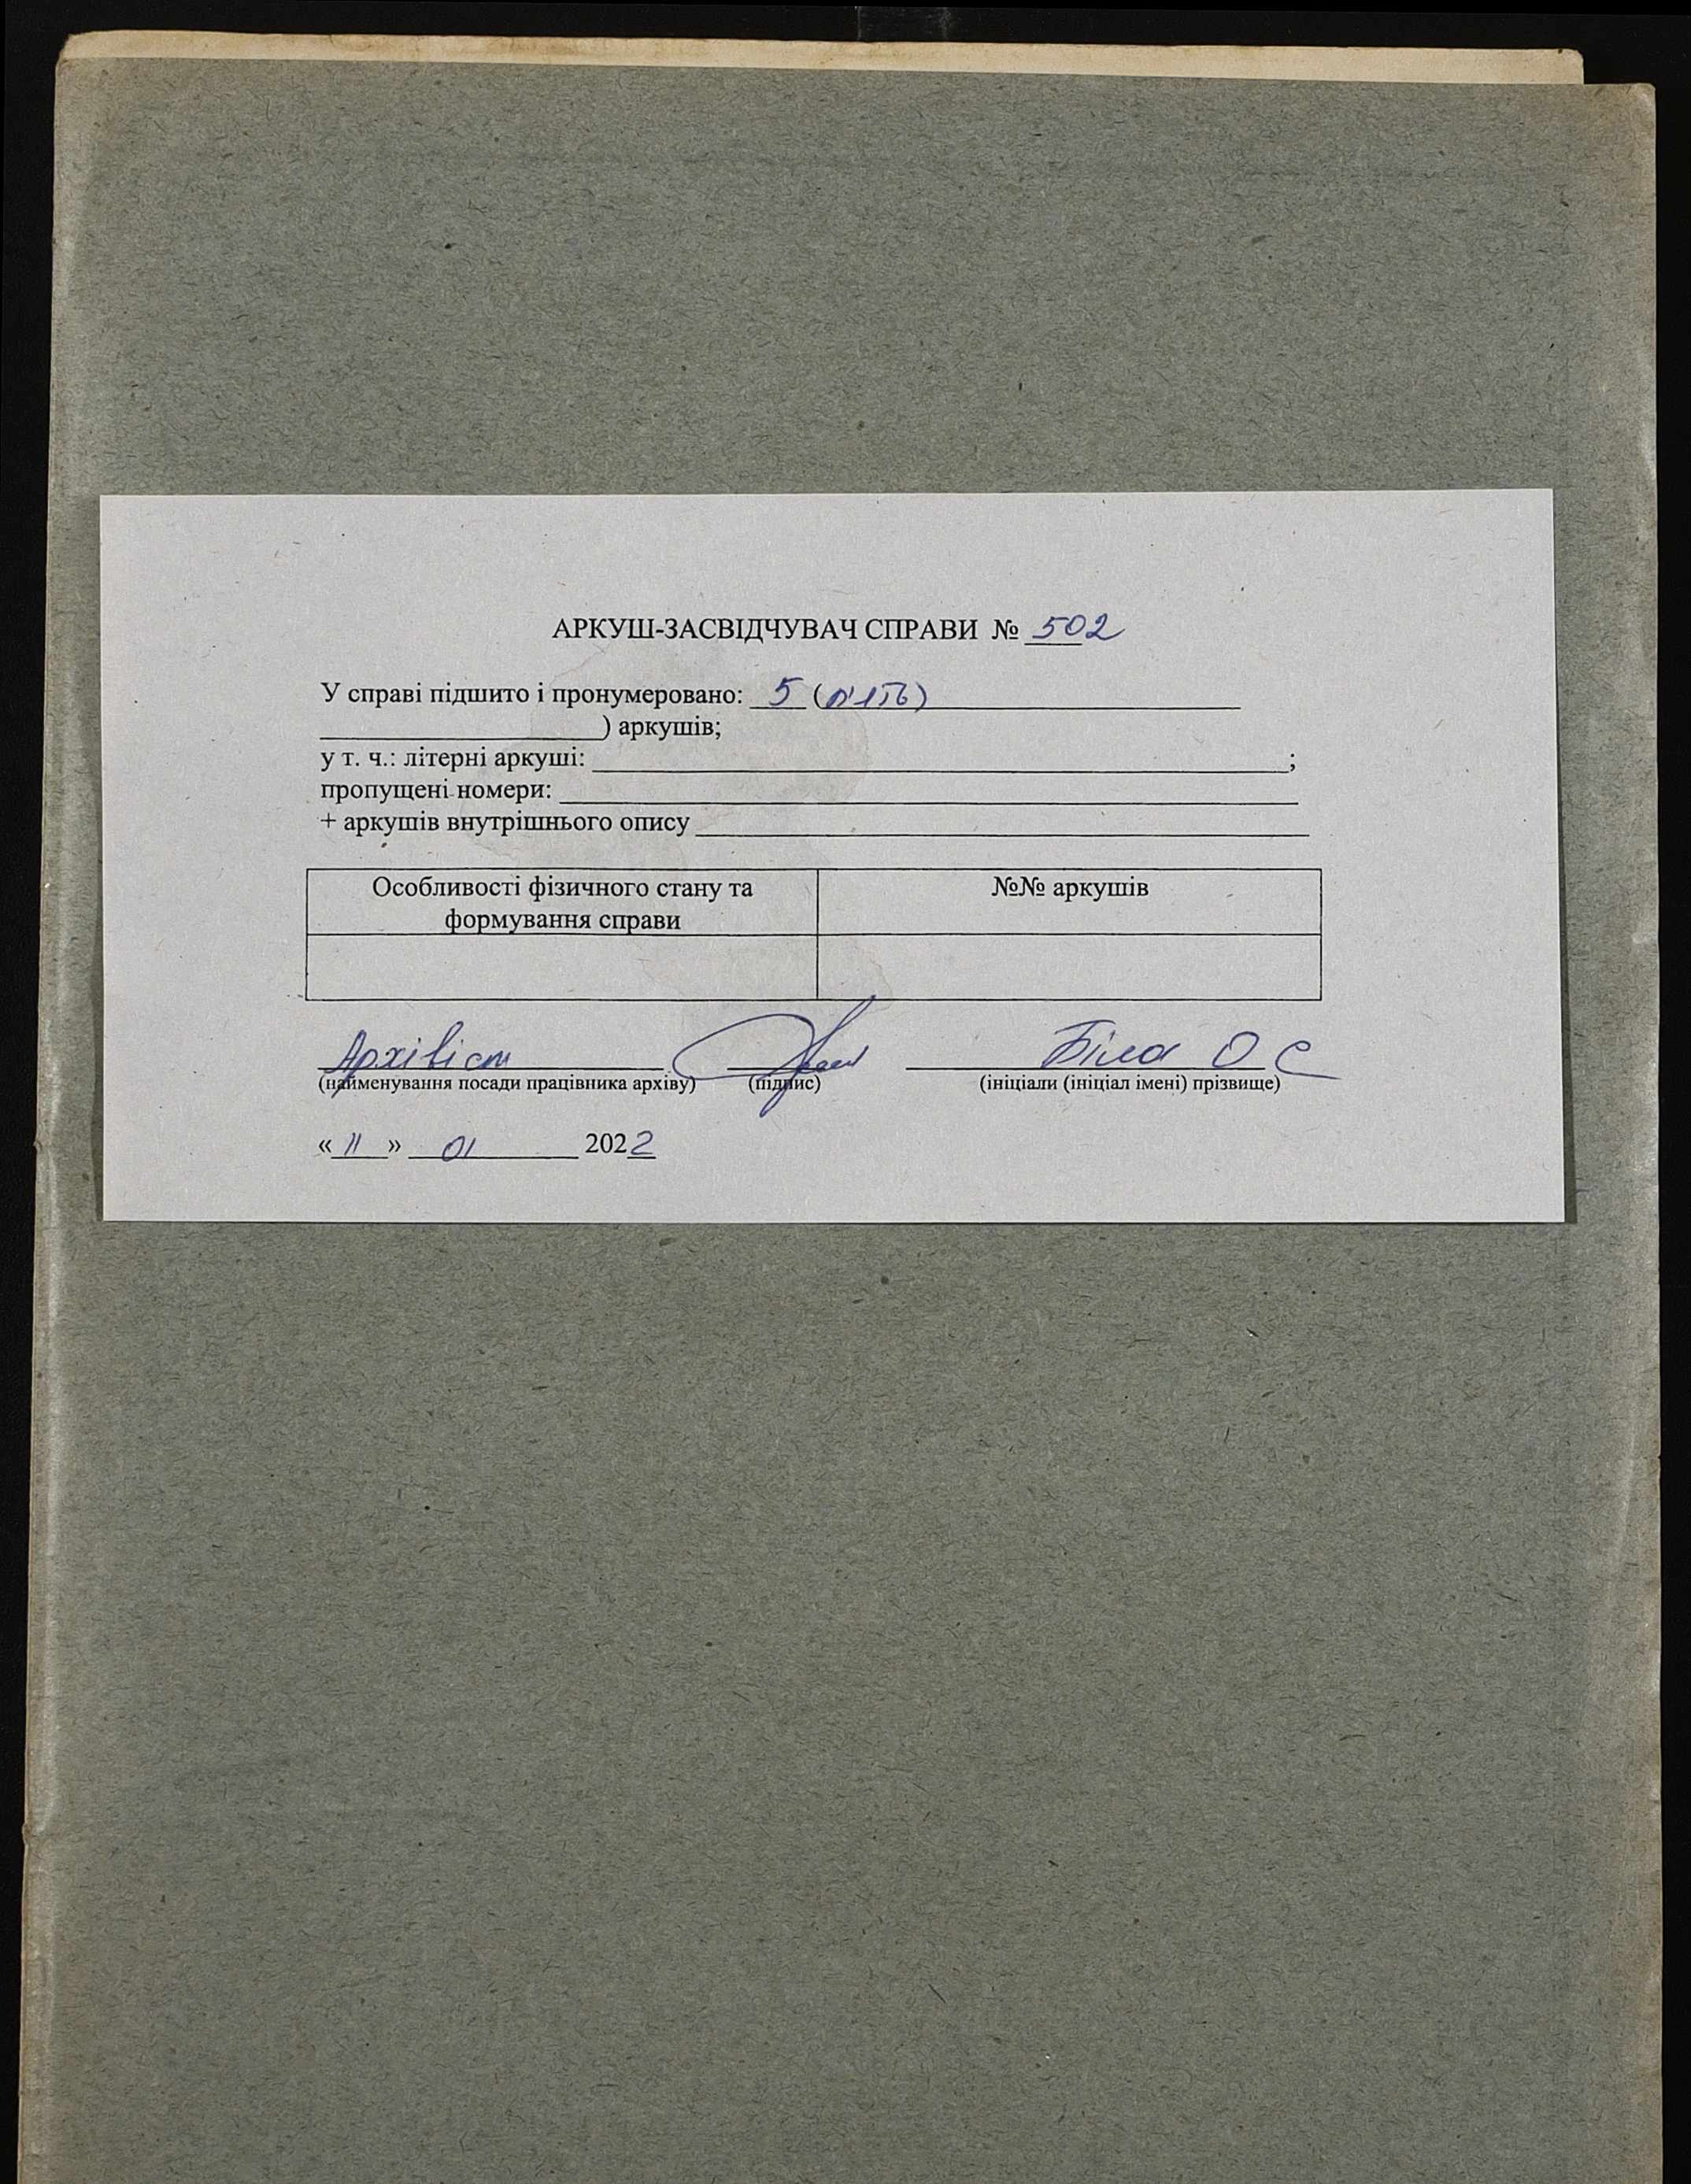 АРКУШ-ЗАСВІДЧУВАЧ СПРАВИ № 502
У справі підшито і пронумеровано: 5 (п'ять)
) аркушів;
у т. ч.: літерні аркуші: ;
пропущені номери:
+ аркушів внутрішнього опису
Особливості фізичного стану та
формування справи
№№ аркушів
Архівіст Біла О С
(найменування посади працівника архіву) (підпис) (ініціали (ініціал імені) прізвище)
« 11 » 01 2022